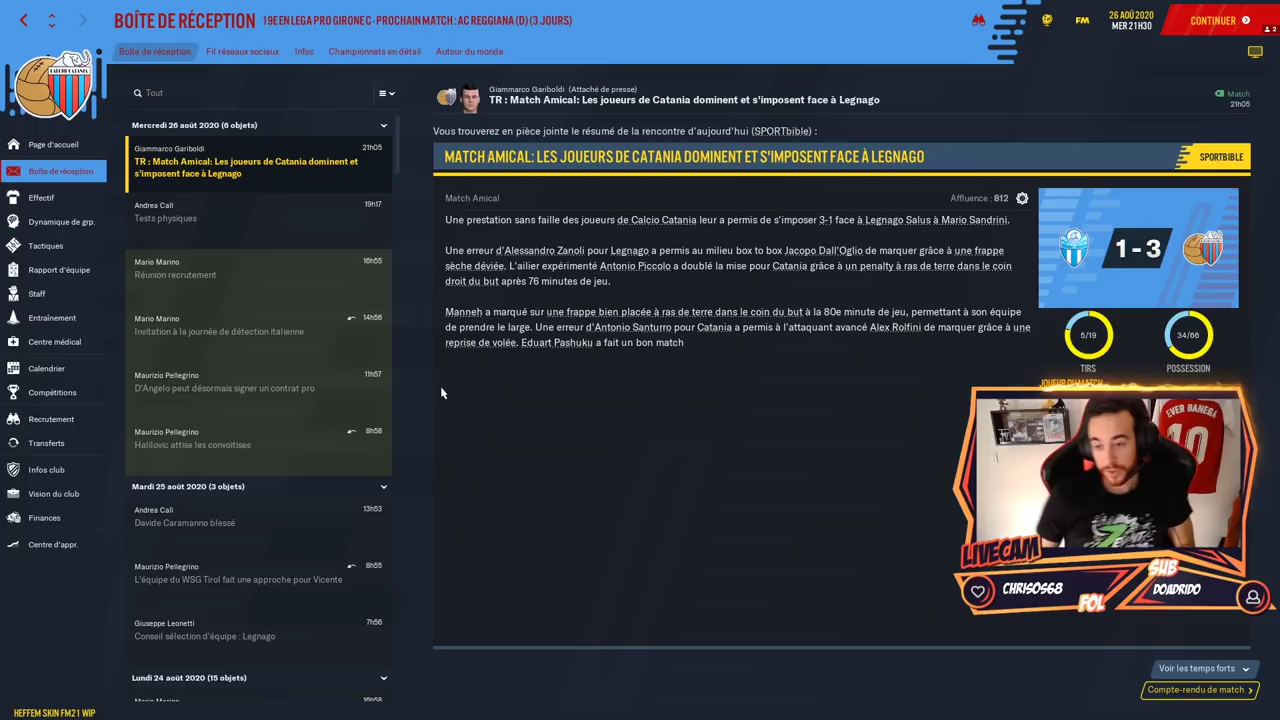 BOÎTE DE RÉCEPTION
19E EN LEGA PRO GIRONE C - PROCHAIN MATCH : AC REGGIANA (D) (3 JOURS)
FM
26 AOÛ 2020
MER 21H30
CONTINUER
2
Boîte de réception
Fil réseaux sociaux
Infos
Championnats en détail
Autour du monde
CALCIO CATANIA
Page d'accueil
Boîte de réception
Effectif
Dynamique de grp.
Tactiques
Rapport d'équipe
Staff
Entraînement
Centre médical
Calendrier
Compétitions
Recrutement
Transferts
Infos club
Vision du club
Finances
Centre d'appr.
HEFFEM SKIN FM21 WIP
Tout
Mercredi 26 août 2020 (6 objets)
Giammarco Gariboldi 21h05
TR : Match Amical: Les joueurs de Catania dominent et
s'imposent face à Legnago
Andrea Calì 19h17
Tests physiques
Mario Marino 16h55
Réunion recrutement
Mario Marino 14h56
Invitation à la journée de détection italienne
Maurizio Pellegrino 11h57
D'Angelo peut désormais signer un contrat pro
Maurizio Pellegrino 8h58
Halilovic attise les convoitises
Mardi 25 août 2020 (3 objets)
Andrea Calì 13h53
Davide Caramanno blessé
Maurizio Pellegrino 8h55
L'équipe du WSG Tirol fait une approche pour Vicente
Giuseppe Leonetti 7h56
Conseil sélection d'équipe : Legnago
Lundi 24 août 2020 (15 objets)
Mario Marino 16h58
Giammarco Gariboldi (Attaché de presse)
TR : Match Amical: Les joueurs de Catania dominent et s'imposent face à Legnago
Match
21h05
Vous trouverez en pièce jointe le résumé de la rencontre d'aujourd'hui (SPORTbible) :
MATCH AMICAL: LES JOUEURS DE CATANIA DOMINENT ET S'IMPOSENT FACE À LEGNAGO
SPORTBIBLE
Match Amical
Affluence : 812
Une prestation sans faille des joueurs de Calcio Catania leur a permis de s'imposer 3-1 face à Legnago Salus à Mario Sandrini.
Une erreur d'Alessandro Zanoli pour Legnago a permis au milieu box to box Jacopo Dall'Oglio de marquer grâce à une frappe
sèche déviée. L'ailier expérimenté Antonio Piccolo a doublé la mise pour Catania grâce à un penalty à ras de terre dans le coin
droit du but après 76 minutes de jeu.
Manneh a marqué sur une frappe bien placée à ras de terre dans le coin du but à la 80e minute de jeu, permettant à son équipe
de prendre le large. Une erreur d'Antonio Santurro pour Catania a permis à l'attaquant avancé Alex Rolfini de marquer grâce à une
reprise de volée. Eduart Pashuku a fait un bon match
1 - 3
5/19
34/66
TIRS
POSSESSION
JOUEUR DU MATCH
EVER BANEGA
10
LIVECAM
CHRISOS68
FOL
SUB
DOADRIDO
Voir les temps forts
Compte-rendu de match